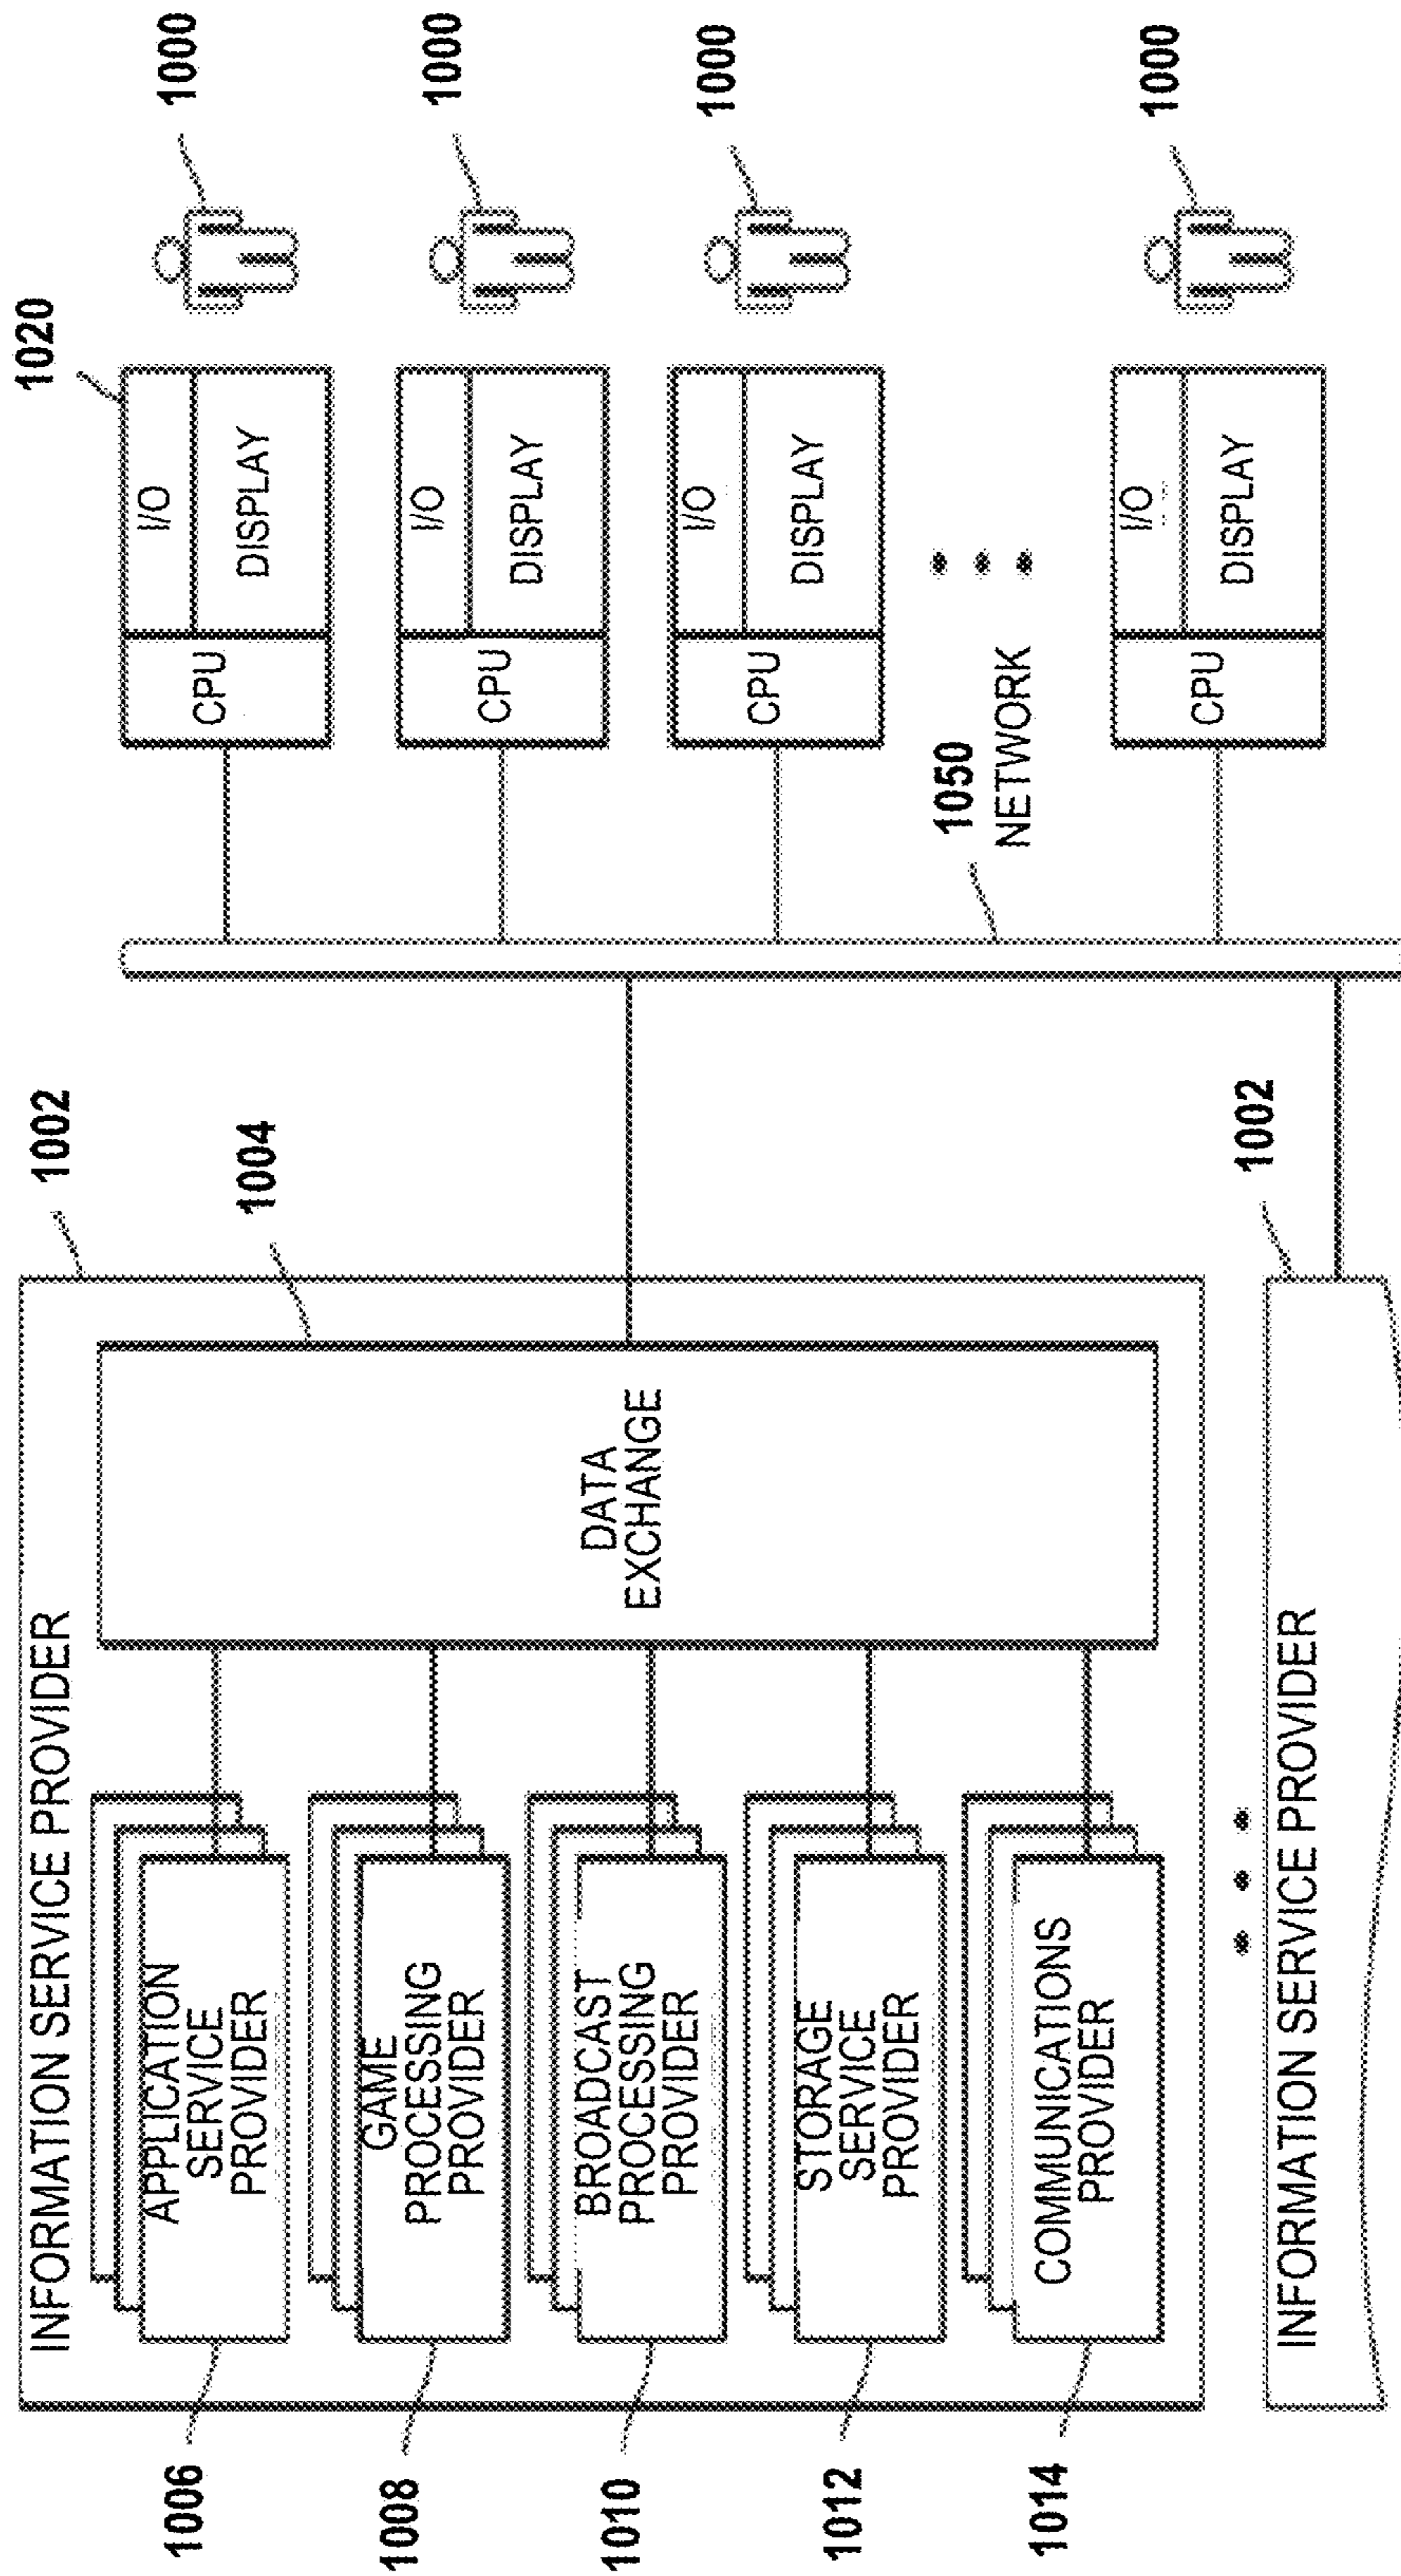 INFORMATION SERVICE PROVIDER
1002
1004
1006
APPLICATION
SERVICE
PROVIDER
1008
GAME
PROCESSING
PROVIDER
1010
BROADCAST
PROCESSING
PROVIDER
1012
STORAGE
SERVICE
PROVIDER
1014
COMMUNICATIONS
PROVIDER
DATA
EXCHANGE
INFORMATION SERVICE PROVIDER
1002
1050
NETWORK
1020
CPU
I/O
DISPLAY
1000
CPU
I/O
DISPLAY
1000
CPU
I/O
DISPLAY
1000
CPU
I/O
DISPLAY
1000